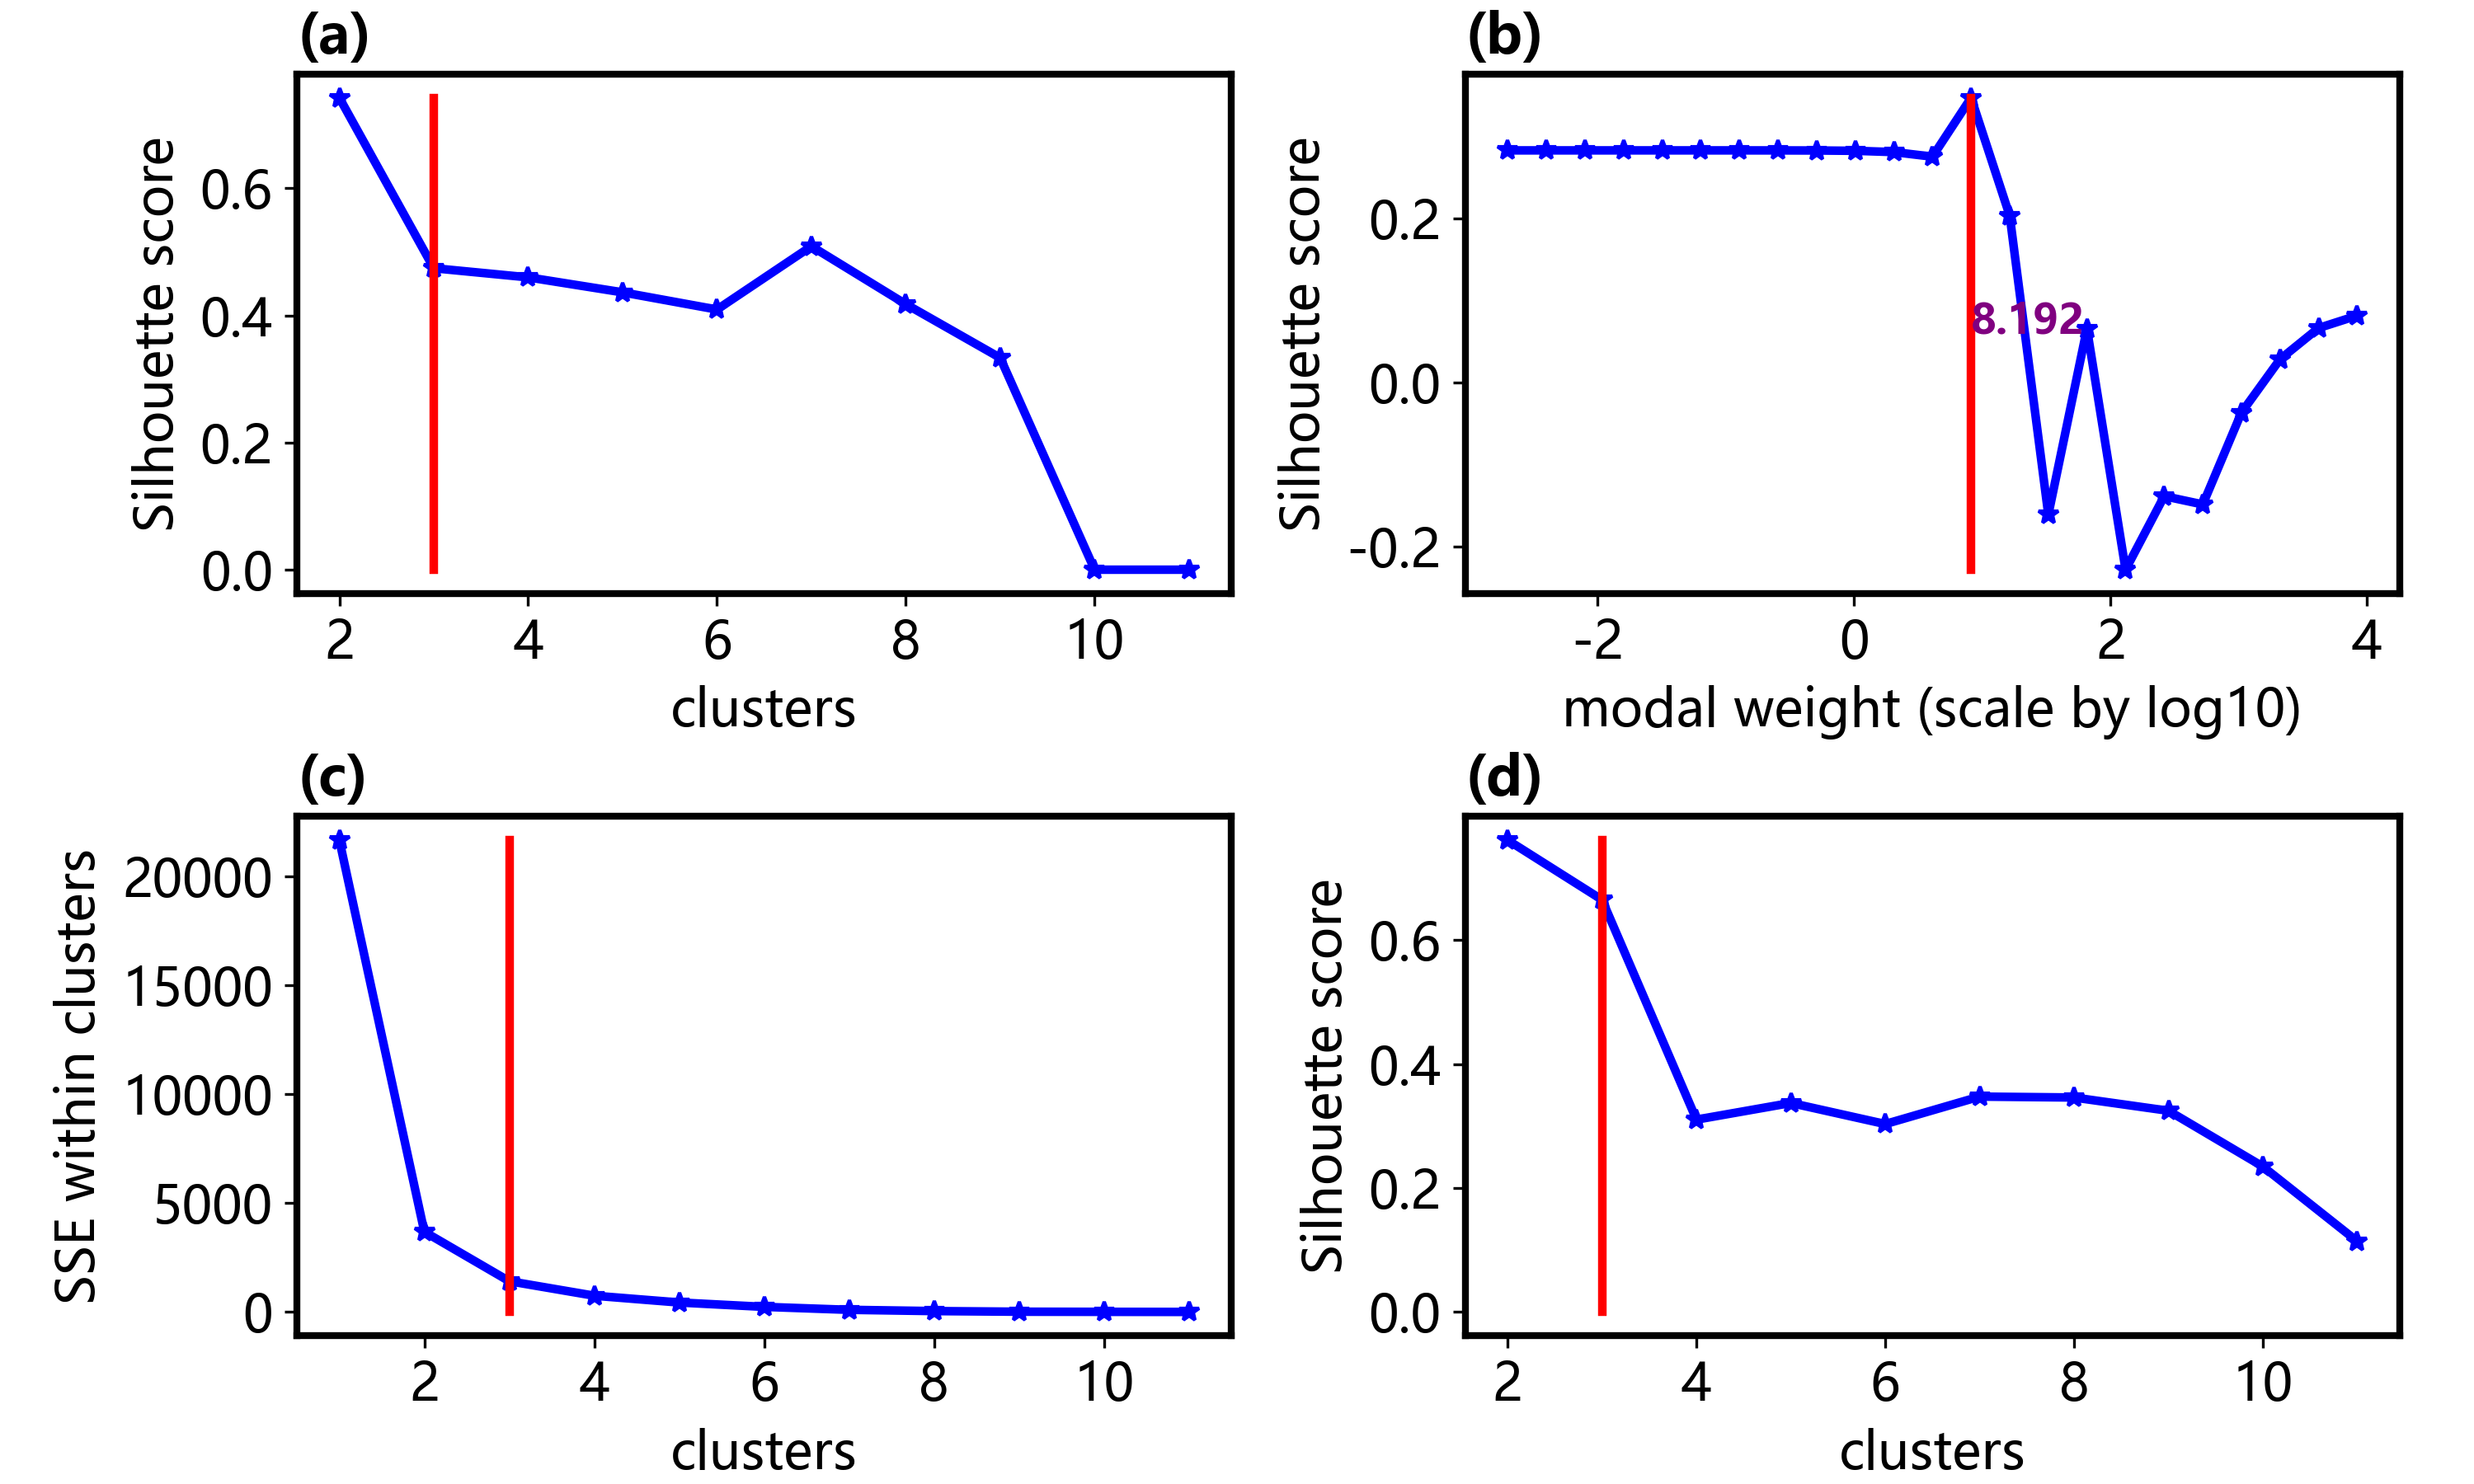 (a)
Silhouette score
0.6
0.4
0.2
0.0
2 4 6 8 10
clusters
(b)
Silhouette score
0.2
0.0
-0.2
8.192
-2 0 2 4
modal weight (scale by log10)
(c)
SSE within clusters
20000
15000
10000
5000
0
2 4 6 8 10
clusters
(d)
Silhouette score
0.6
0.4
0.2
0.0
2 4 6 8 10
clusters